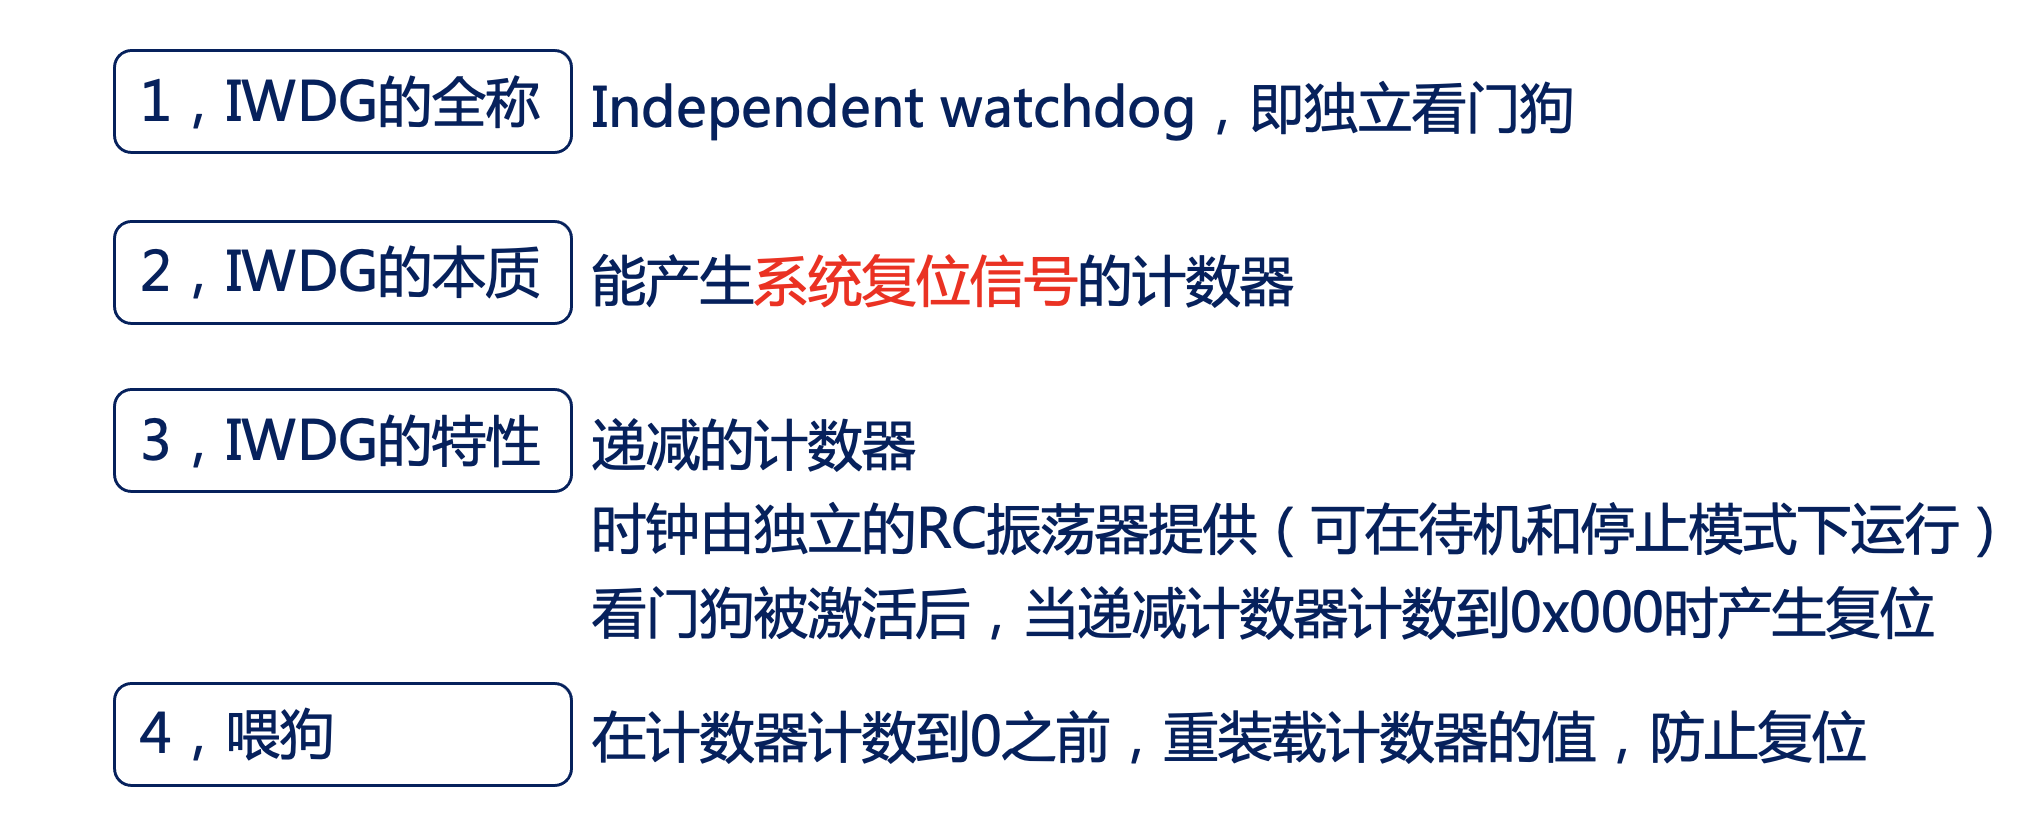 1，IWDG的全称 Independent watchdog，即独立看门狗
2，IWDG的本质 能产生系统复位信号的计数器
3，IWDG的特性 递减的计数器
时钟由独立的RC振荡器提供（可在待机和停止模式下运行）
看门狗被激活后，当递减计数器计数到0x000时产生复位
4，喂狗 在计数器计数到0之前，重装载计数器的值，防止复位